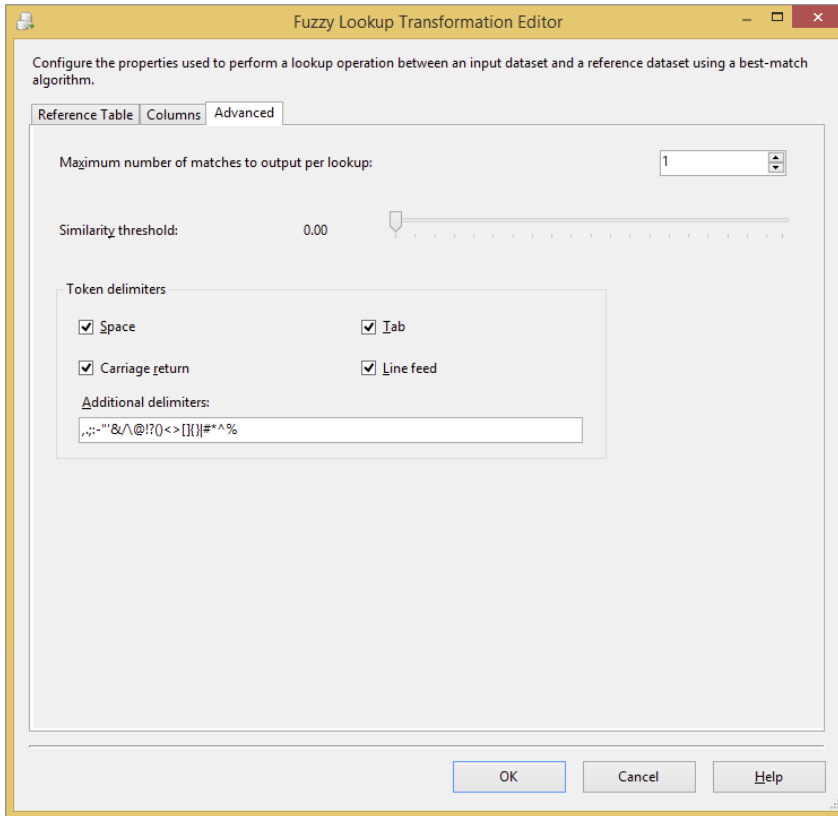 Fuzzy Lookup Transformation Editor
Configure the properties used to perform a lookup operation between an input dataset and a reference dataset using a best-match
algorithm.
Reference Table Columns Advanced
Maximum number of matches to output per lookup: 1
Similarity threshold: 0.00
Token delimiters
Space Tab
Carriage return Line feed
Additional delimiters:
,.;:-"'&/\@!?()<>[]{}|#*^%
OK Cancel Help